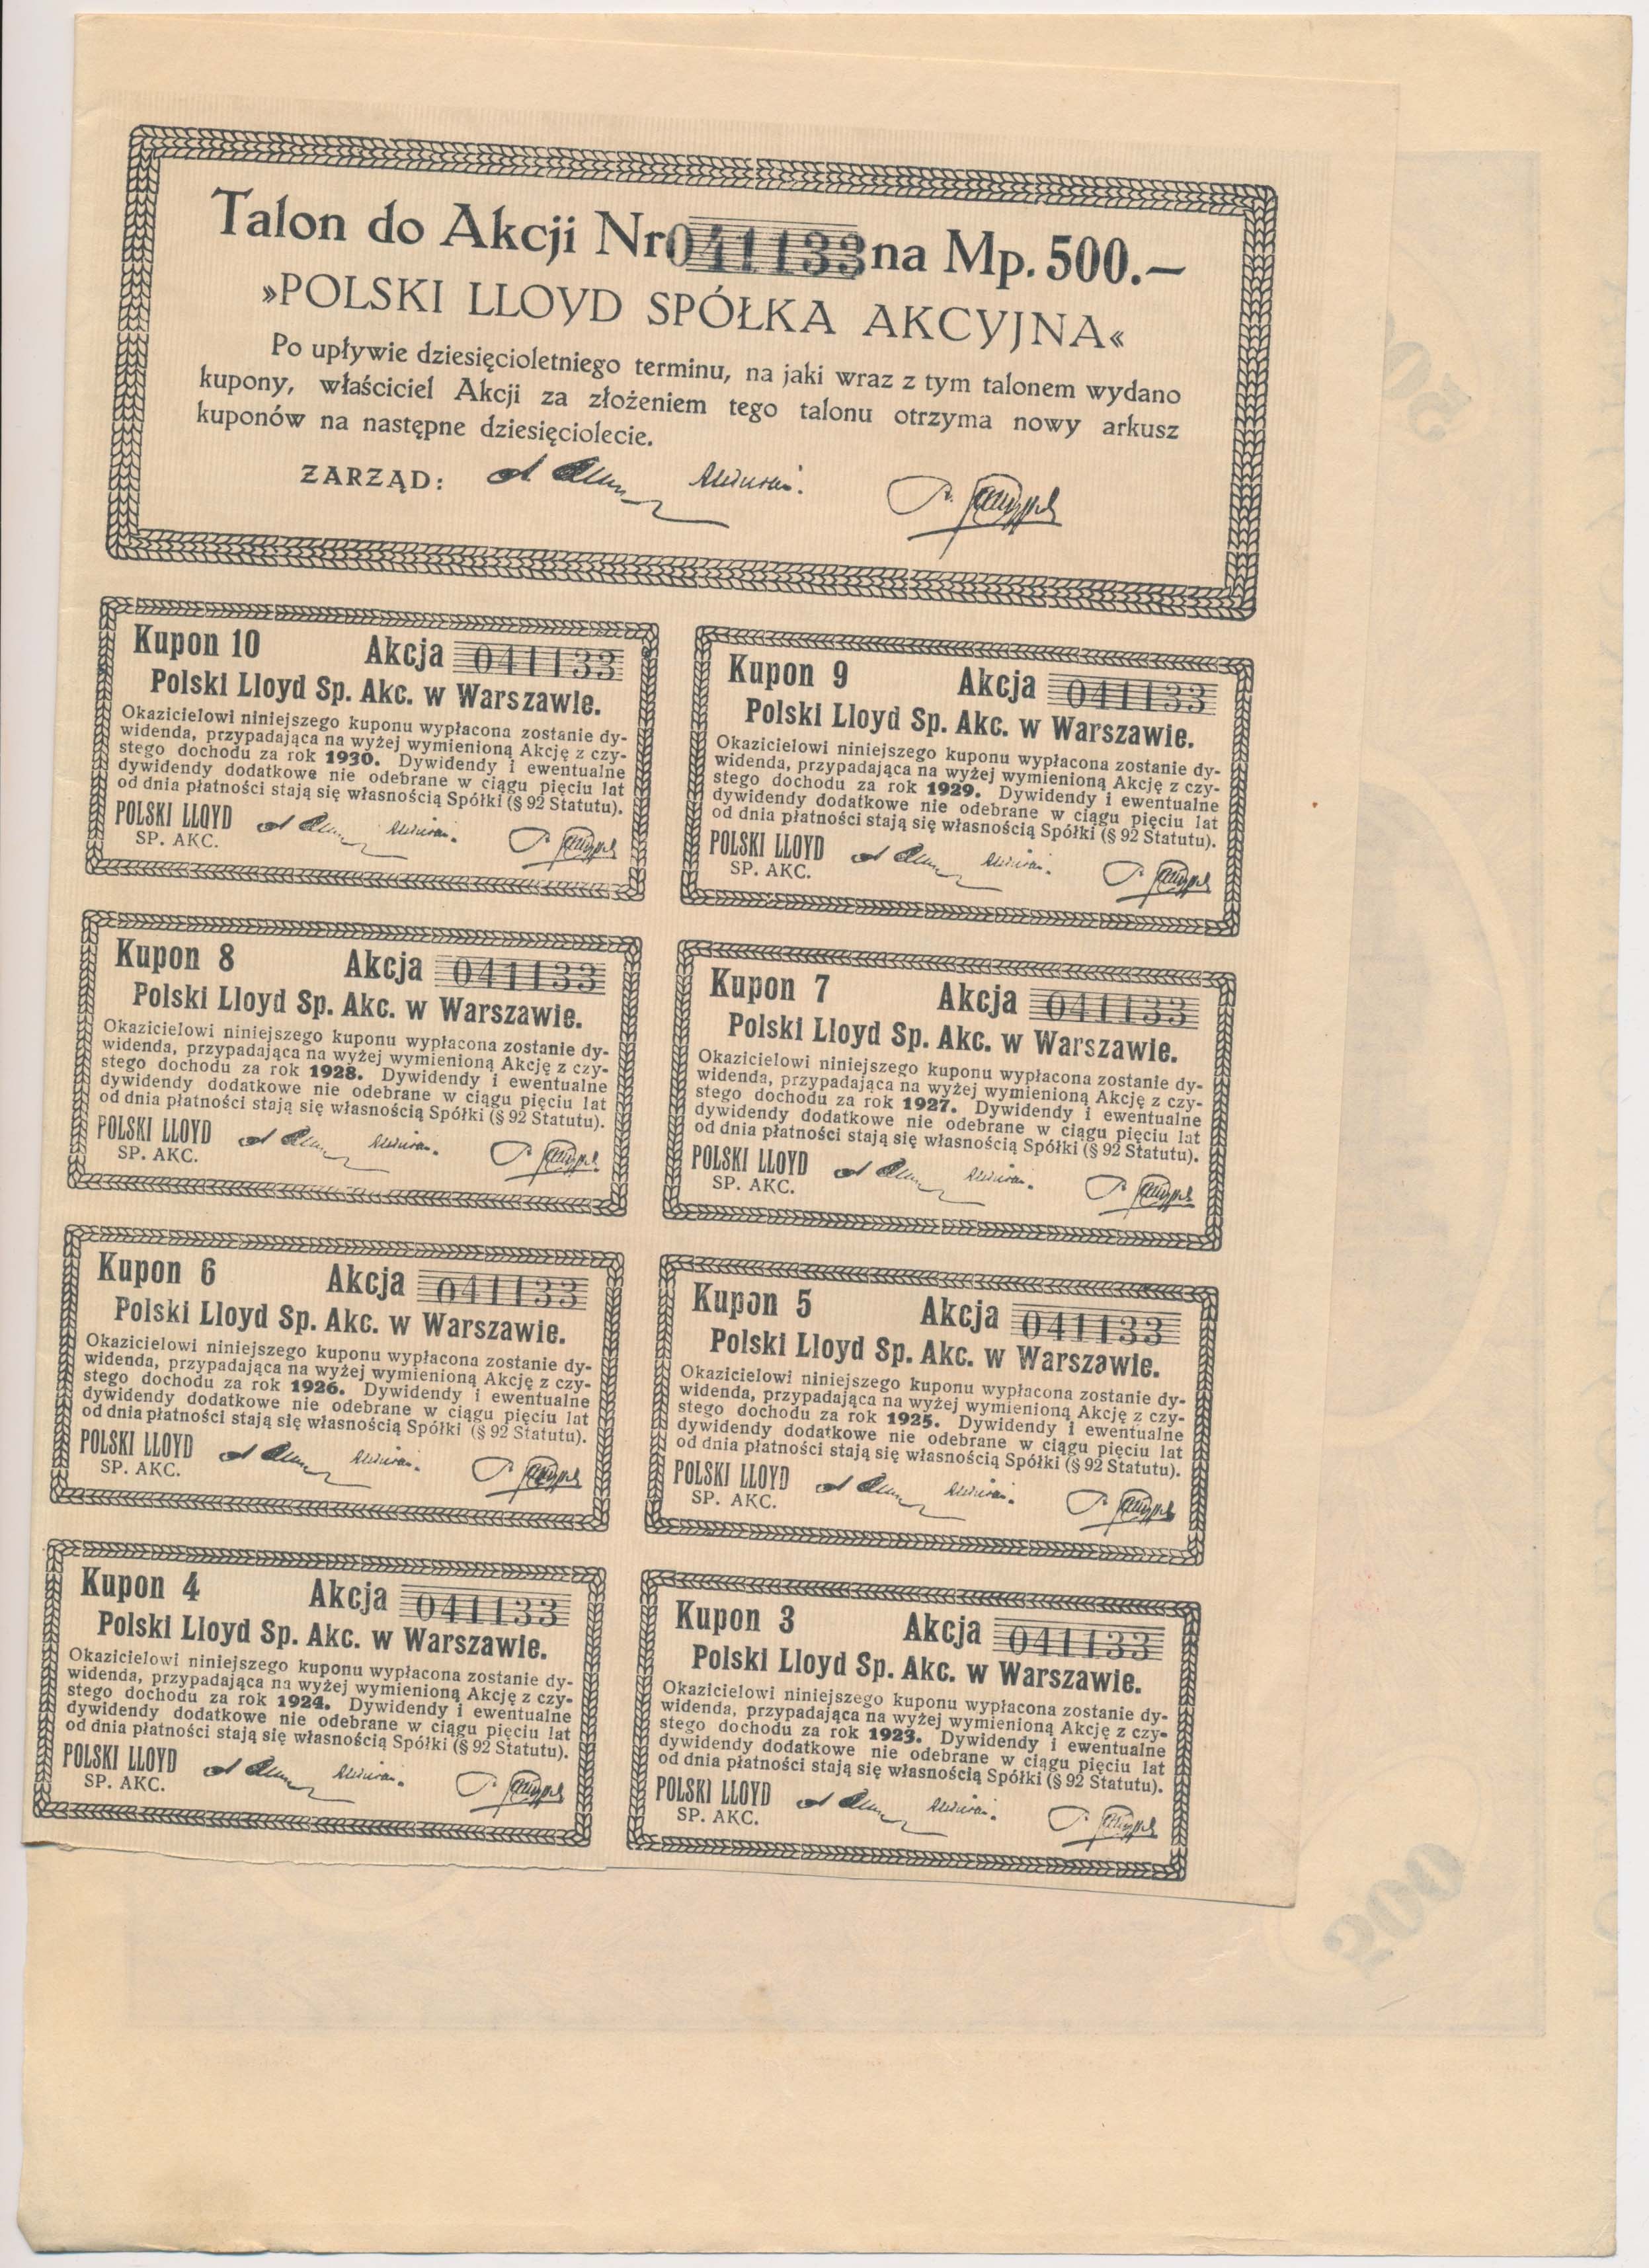 Talon do Akcji Nr 041133 na Mp. 500.—
»POLSKI LLOYD SPÓŁKA AKCYJNA«
Po upływie dziesięcioletniego terminu, na jaki wraz z tym talonem wydano
kupony, właściciel Akcji za złożeniem tego talonu otrzyma nowy arkusz
kuponów na następne dziesięciolecie.
ZARZĄD:
Kupon 10 Akcja 041133
Polski Lloyd Sp. Akc. w Warszawie.
Okazicielowi niniejszego kuponu wypłacona zostanie dy-
widenda, przypadająca na wyżej wymienioną Akcję z czy-
stego dochodu za rok 1930. Dywidendy i ewentualne
dywidendy dodatkowe nie odebrane w ciągu pięciu lat
od dnia płatności stają się własnością Spółki (§ 92 Statutu).
POLSKI LLOYD
SP. AKC.
Kupon 9 Akcja 041133
Polski Lloyd Sp. Akc. w Warszawie.
Okazicielowi niniejszego kuponu wypłacona zostanie dy-
widenda, przypadająca na wyżej wymienioną Akcję z czy-
stego dochodu za rok 1929. Dywidendy i ewentualne
dywidendy dodatkowe nie odebrane w ciągu pięciu lat
od dnia płatności stają się własnością Spółki (§ 92 Statutu).
POLSKI LLOYD
SP. AKC.
Kupon 8 Akcja 041133
Polski Lloyd Sp. Akc. w Warszawie.
Okazicielowi niniejszego kuponu wypłacona zostanie dy-
widenda, przypadająca na wyżej wymienioną Akcję z czy-
stego dochodu za rok 1928. Dywidendy i ewentualne
dywidendy dodatkowe nie odebrane w ciągu pięciu lat
od dnia płatności stają się własnością Spółki (§ 92 Statutu).
POLSKI LLOYD
SP. AKC.
Kupon 7 Akcja 041133
Polski Lloyd Sp. Akc. w Warszawie.
Okazicielowi niniejszego kuponu wypłacona zostanie dy-
widenda, przypadająca na wyżej wymienioną Akcję z czy-
stego dochodu za rok 1927. Dywidendy i ewentualne
dywidendy dodatkowe nie odebrane w ciągu pięciu lat
od dnia płatności stają się własnością Spółki (§ 92 Statutu).
POLSKI LLOYD
SP. AKC.
Kupon 6 Akcja 041133
Polski Lloyd Sp. Akc. w Warszawie.
Okazicielowi niniejszego kuponu wypłacona zostanie dy-
widenda, przypadająca na wyżej wymienioną Akcję z czy-
stego dochodu za rok 1926. Dywidendy i ewentualne
dywidendy dodatkowe nie odebrane w ciągu pięciu lat
od dnia płatności stają się własnością Spółki (§ 92 Statutu).
POLSKI LLOYD
SP. AKC.
Kupon 5 Akcja 041133
Polski Lloyd Sp. Akc. w Warszawie.
Okazicielowi niniejszego kuponu wypłacona zostanie dy-
widenda, przypadająca na wyżej wymienioną Akcję z czy-
stego dochodu za rok 1925. Dywidendy i ewentualne
dywidendy dodatkowe nie odebrane w ciągu pięciu lat
od dnia płatności stają się własnością Spółki (§ 92 Statutu).
POLSKI LLOYD
SP. AKC.
Kupon 4 Akcja 041133
Polski Lloyd Sp. Akc. w Warszawie.
Okazicielowi niniejszego kuponu wypłacona zostanie dy-
widenda, przypadająca na wyżej wymienioną Akcję z czy-
stego dochodu za rok 1924. Dywidendy i ewentualne
dywidendy dodatkowe nie odebrane w ciągu pięciu lat
od dnia płatności stają się własnością Spółki (§ 92 Statutu).
POLSKI LLOYD
SP. AKC.
Kupon 3 Akcja 041133
Polski Lloyd Sp. Akc. w Warszawie.
Okazicielowi niniejszego kuponu wypłacona zostanie dy-
widenda, przypadająca na wyżej wymienioną Akcję z czy-
stego dochodu za rok 1923. Dywidendy i ewentualne
dywidendy dodatkowe nie odebrane w ciągu pięciu lat
od dnia płatności stają się własnością Spółki (§ 92 Statutu).
POLSKI LLOYD
SP. AKC.